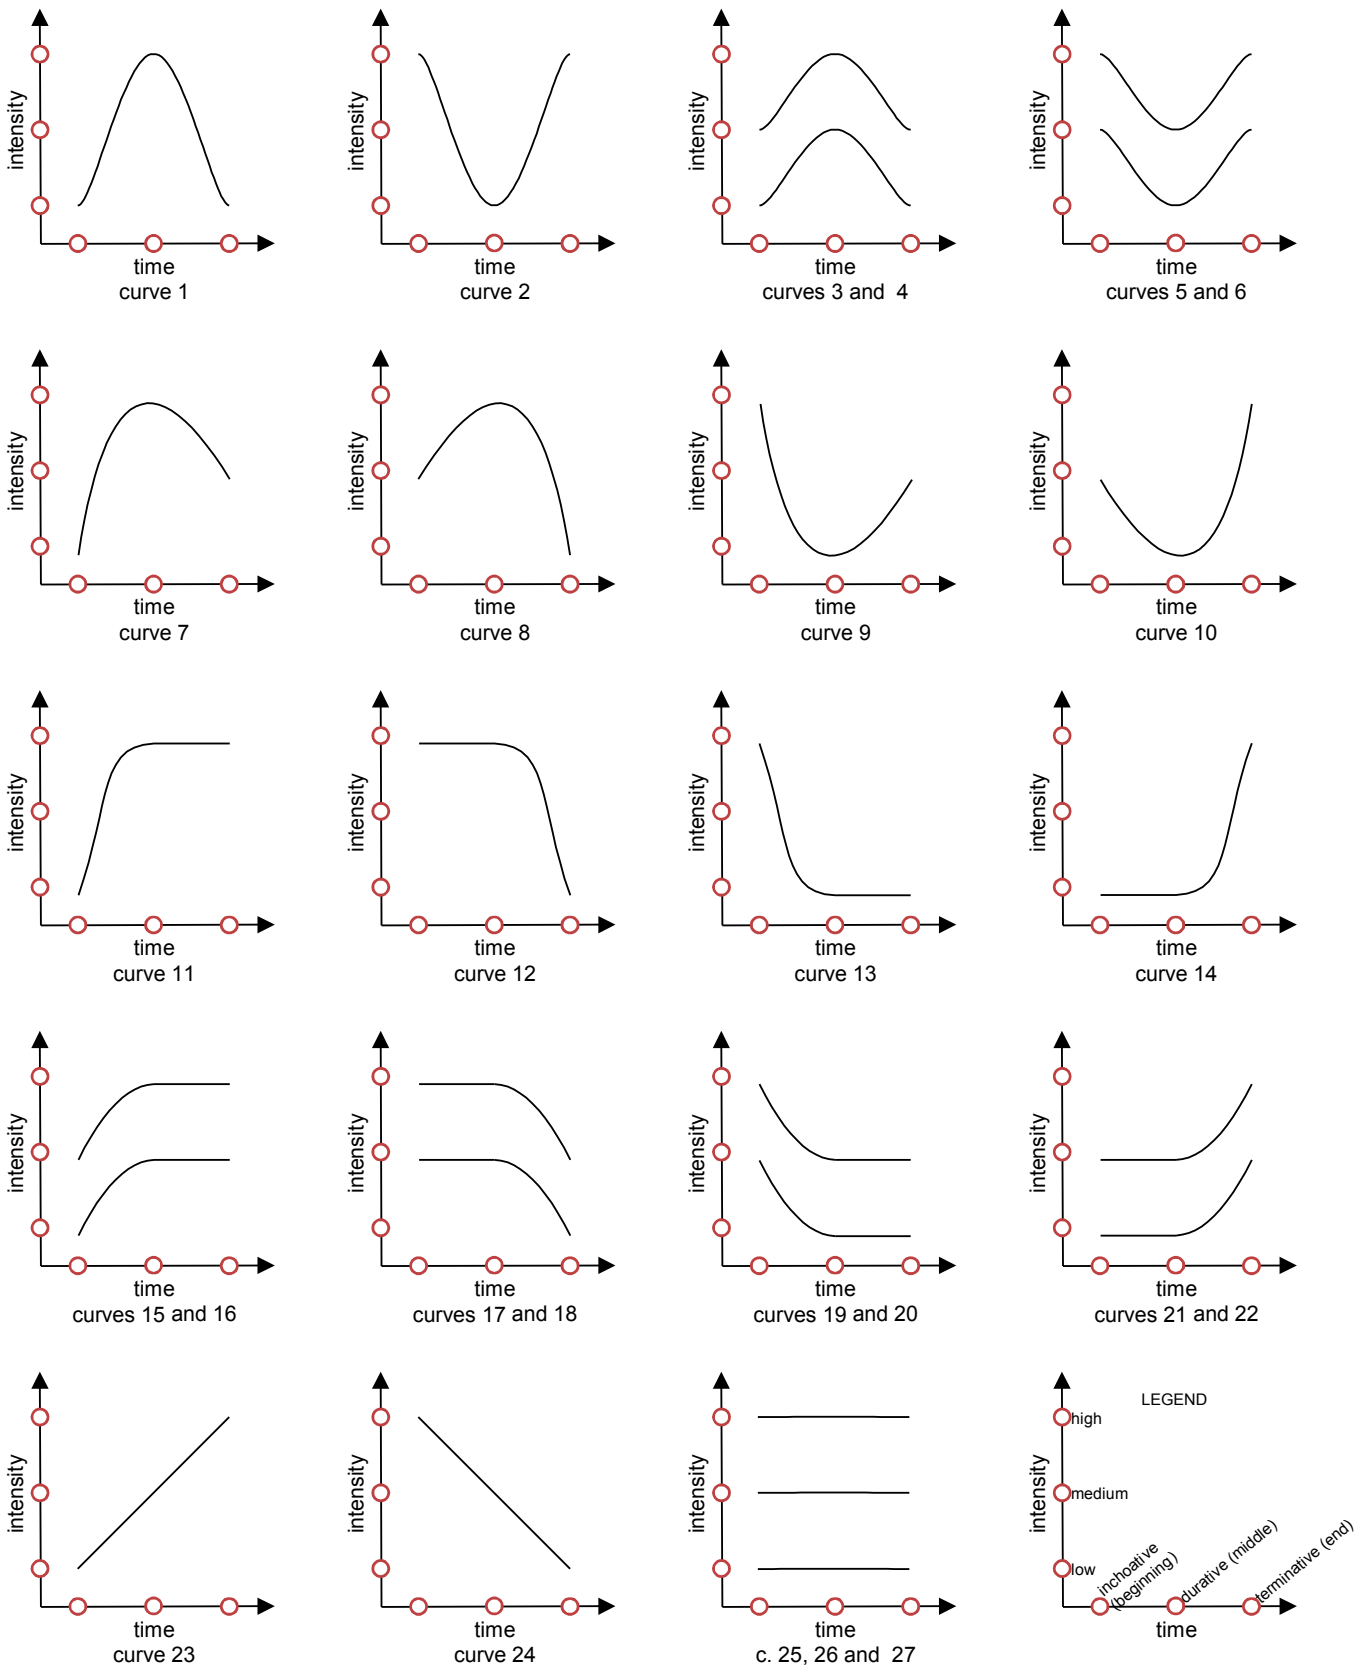 intensity
time
curve 1
intensity
time
curve 2
intensity
time
curves 3 and 4
intensity
time
curves 5 and 6
intensity
time
curve 7
intensity
time
curve 8
intensity
time
curve 9
intensity
time
curve 10
intensity
time
curve 11
intensity
time
curve 12
intensity
time
curve 13
intensity
time
curve 14
intensity
time
curves 15 and 16
intensity
time
curves 17 and 18
intensity
time
curves 19 and 20
intensity
time
curves 21 and 22
intensity
time
curve 23
intensity
time
curve 24
intensity
time
c. 25, 26 and 27
LEGEND
high
medium
low
intensity
inchoative
(beginning)
durative (middle)
terminative (end)
time